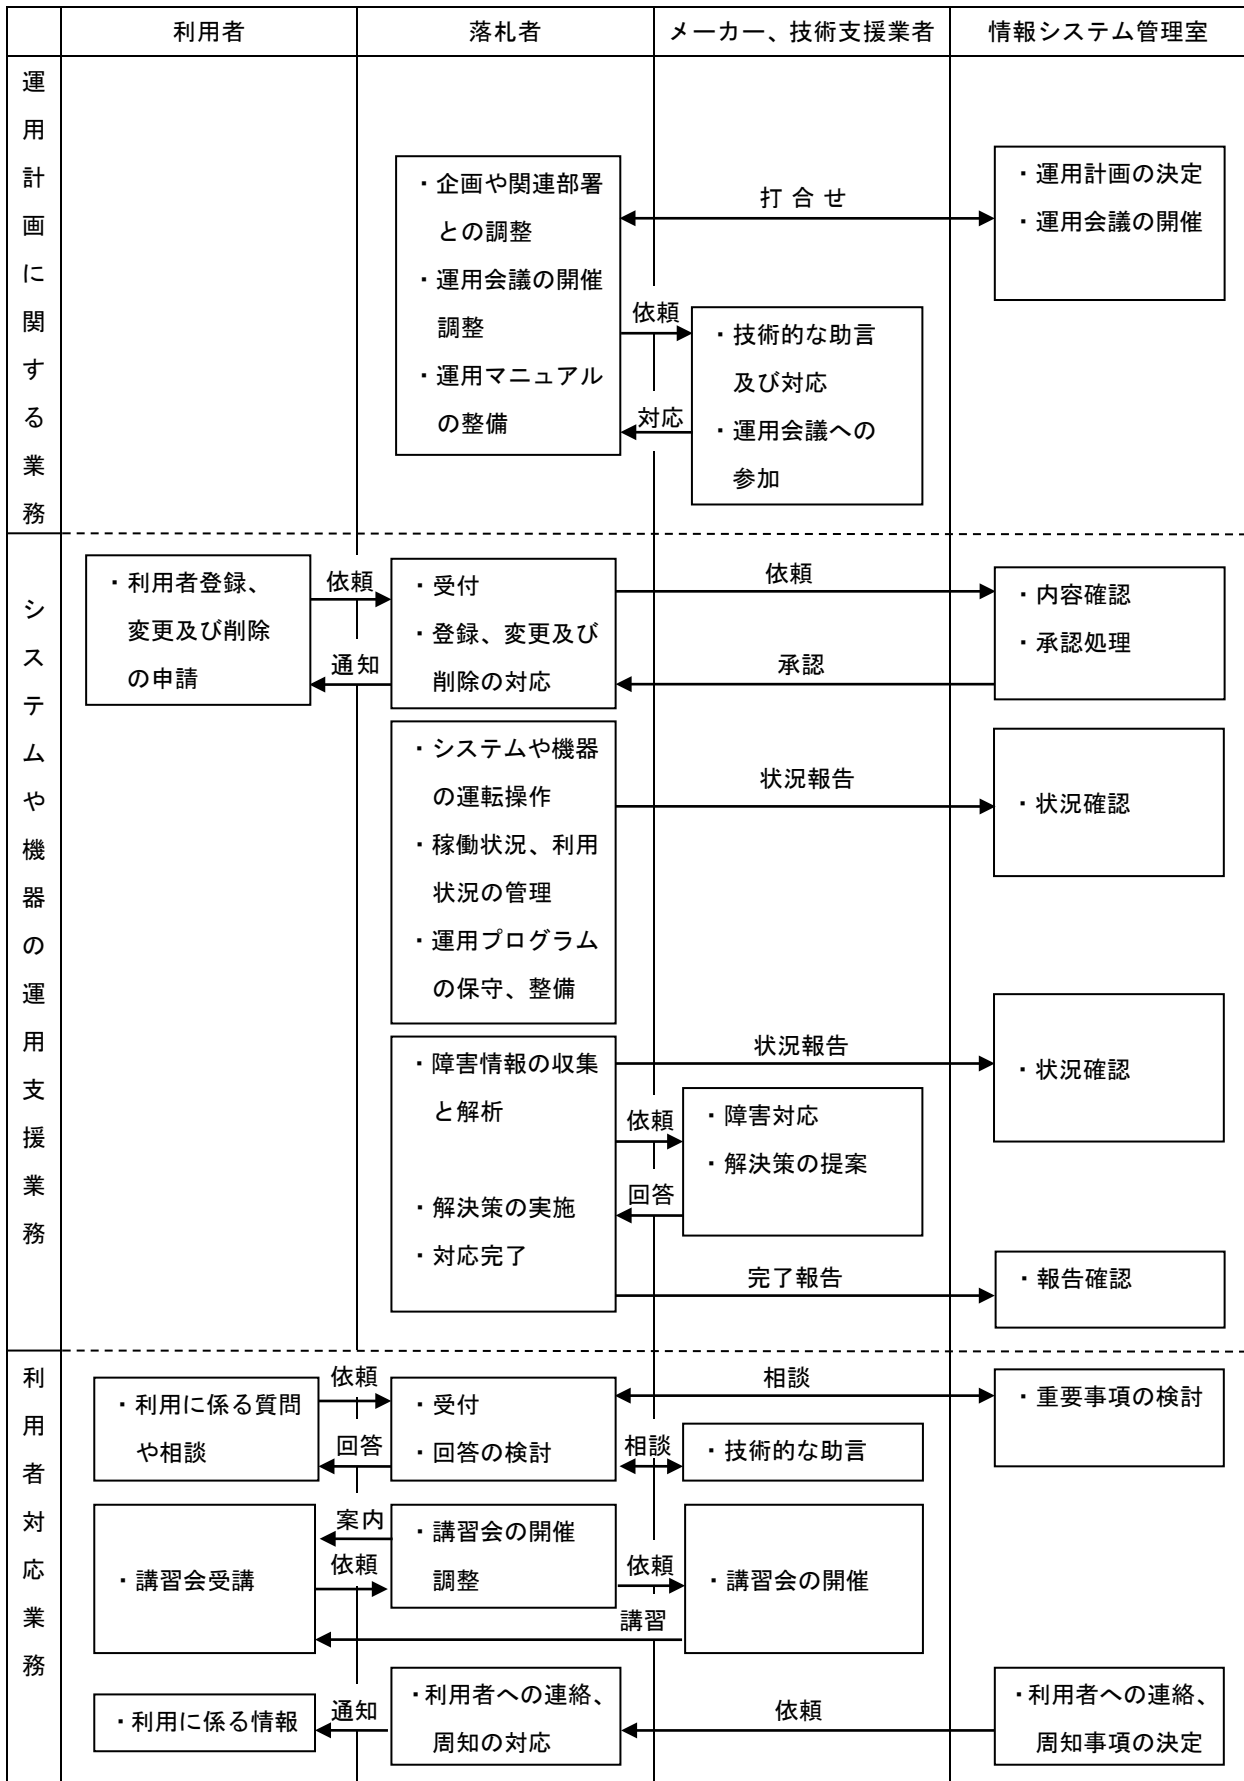 利用者
落札者
メーカー、技術支援業者
情報システム管理室
運用計画に関する業務
・企画や関連部署
との調整
・運用会議の開催
調整
・運用マニュアル
の整備
打合せ
・運用計画の決定
・運用会議の開催
依頼
対応
・技術的な助言
及び対応
・運用会議への
参加
システムや機器の運用支援業務
・利用者登録、
変更及び削除
の申請
依頼
通知
・受付
・登録、変更及び
削除の対応
依頼
承認
・内容確認
・承認処理
・システムや機器
の運転操作
・稼働状況、利用
状況の管理
・運用プログラム
の保守、整備
状況報告
・状況確認
・障害情報の収集
と解析
・解決策の実施
・対応完了
状況報告
・状況確認
依頼
回答
・障害対応
・解決策の提案
完了報告
・報告確認
利用者対応業務
・利用に係る質問
や相談
依頼
回答
・受付
・回答の検討
相談
・重要事項の検討
相談
・技術的な助言
・講習会受講
案内
依頼
・講習会の開催
調整
依頼
・講習会の開催
講習
・利用に係る情報
通知
・利用者への連絡、
周知の対応
依頼
・利用者への連絡、
周知事項の決定